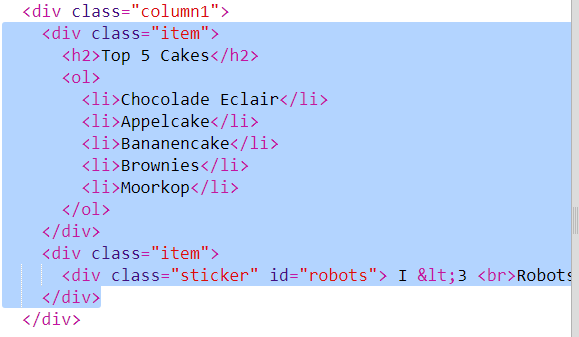 <div class="column1">
<div class="item">
<h2>Top 5 Cakes</h2>
<ol>
<li>Chocolade Eclair</li>
<li>Appelcake</li>
<li>Bananencake</li>
<li>Brownies</li>
<li>Moorkop</li>
</ol>
</div>
<div class="item">
<div class="sticker" id="robots"> I &lt;3 <br>Robots
</div>
</div>